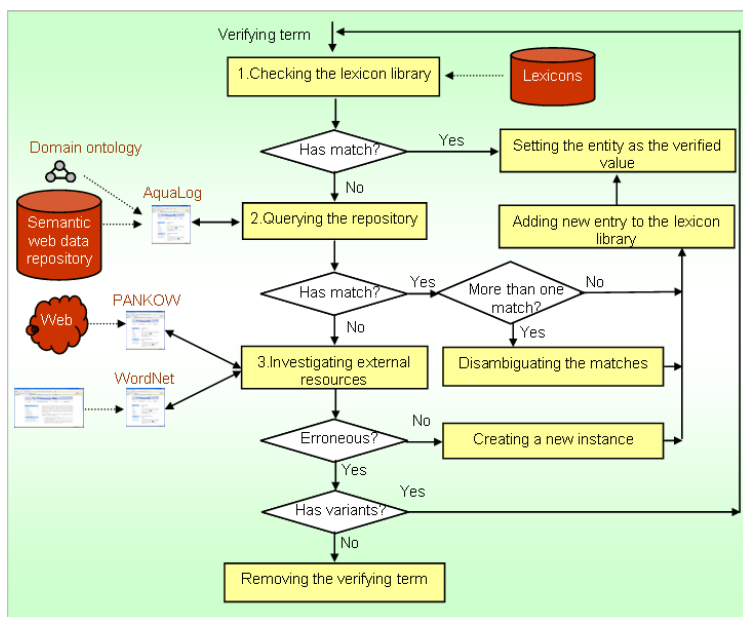 Verifying term
1.Checking the lexicon library
Lexicons
Has match?
Yes
Setting the entity as the verified
value
No
Domain ontology
AquaLog
Semantic
web data
repository
2.Querying the repository
Adding new entry to the lexicon
library
Has match?
Yes
More than one
match?
No
PANKOW
Web
No
Yes
3.Investigating external
resources
Disambiguating the matches
WordNet
Erroneous?
No
Creating a new instance
Yes
Has variants?
Yes
No
Removing the verifying term